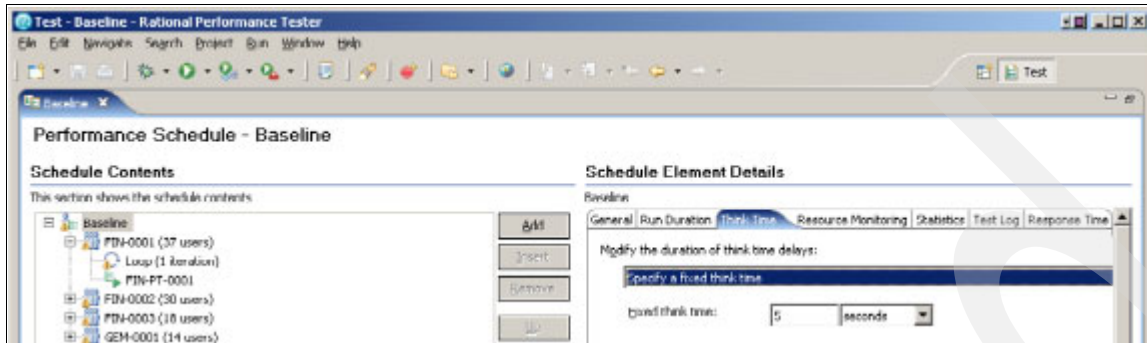 Test - Baseline - Rational Performance Tester
File Edit Navigate Search Project Run Window Help
Test
Baseline
Performance Schedule - Baseline
Schedule Contents
This section shows the schedule contents
Baseline
FIN-0001 (37 users)
Loop (1 iteration)
FIN-PT-0001
FIN-0002 (30 users)
FIN-0003 (18 users)
GEM-0001 (14 users)
Add
Insert
Remove
Up
Schedule Element Details
Baseline
General Run Duration Think Time Resource Monitoring Statistics Test Log Response Time
Modify the duration of think time delays:
Specify a fixed think time
Fixed think time: 5 seconds